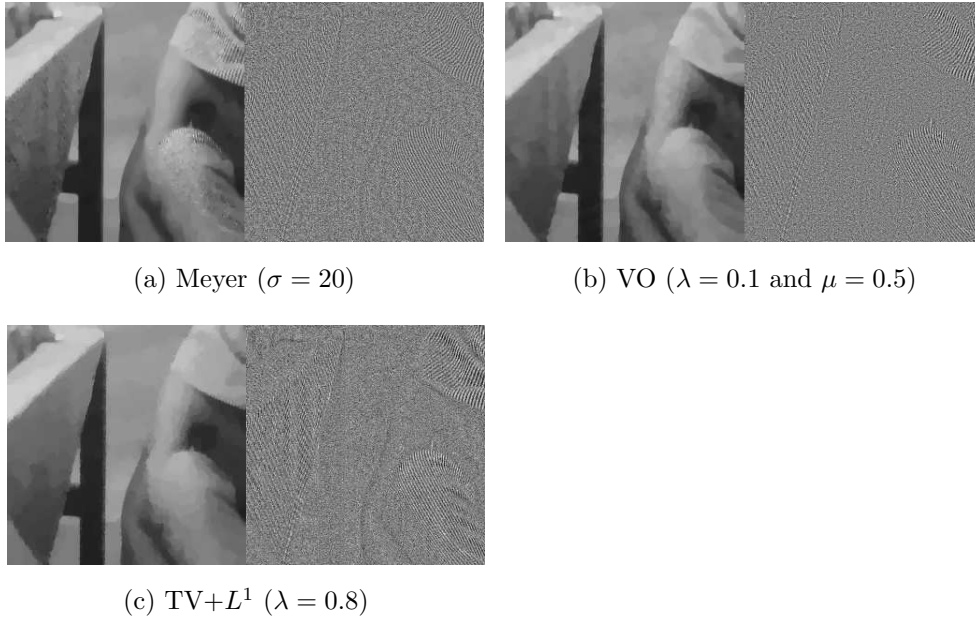 (a) Meyer (σ = 20)
(b) VO (λ = 0.1 and μ = 0.5)
(c) TV+L¹ (λ = 0.8)